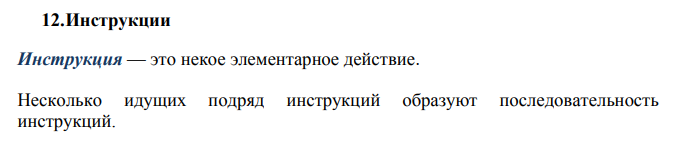 12.Инструкции
Инструкция — это некое элементарное действие.
Несколько идущих подряд инструкций образуют последовательность
инструкций.